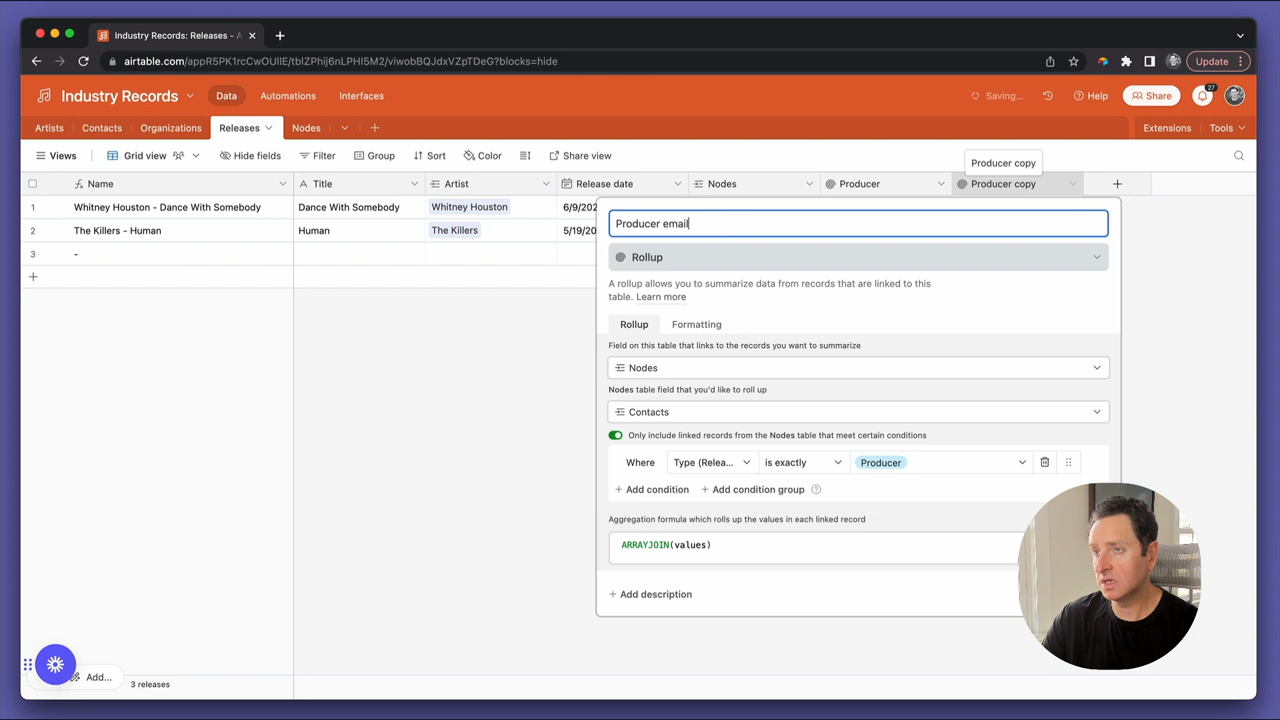 Industry Records: Releases - A
airtable.com/appR5PK1rcCwOUIIE/tblZPhij6nLPHI5M2/viwobBQJdxVZpTDeG?blocks=hide
Update
Industry Records
Data
Automations
Interfaces
Saving...
Help
Share
27
Artists
Contacts
Organizations
Releases
Nodes
Extensions
Tools
Views
Grid view
Hide fields
Filter
Group
Sort
Color
Share view
Producer copy
Name
Title
Artist
Release date
Nodes
Producer
Producer copy
1 Whitney Houston - Dance With Somebody Dance With Somebody Whitney Houston 6/9/202
2 The Killers - Human Human The Killers 5/19/20
3 -
Producer email
Rollup
A rollup allows you to summarize data from records that are linked to this
table. Learn more
Rollup
Formatting
Field on this table that links to the records you want to summarize
Nodes
Nodes table field that you'd like to roll up
Contacts
Only include linked records from the Nodes table that meet certain conditions
Where Type (Relea... is exactly Producer
+ Add condition + Add condition group
Aggregation formula which rolls up the values in each linked record
ARRAYJOIN(values)
+ Add description
Add...
3 releases